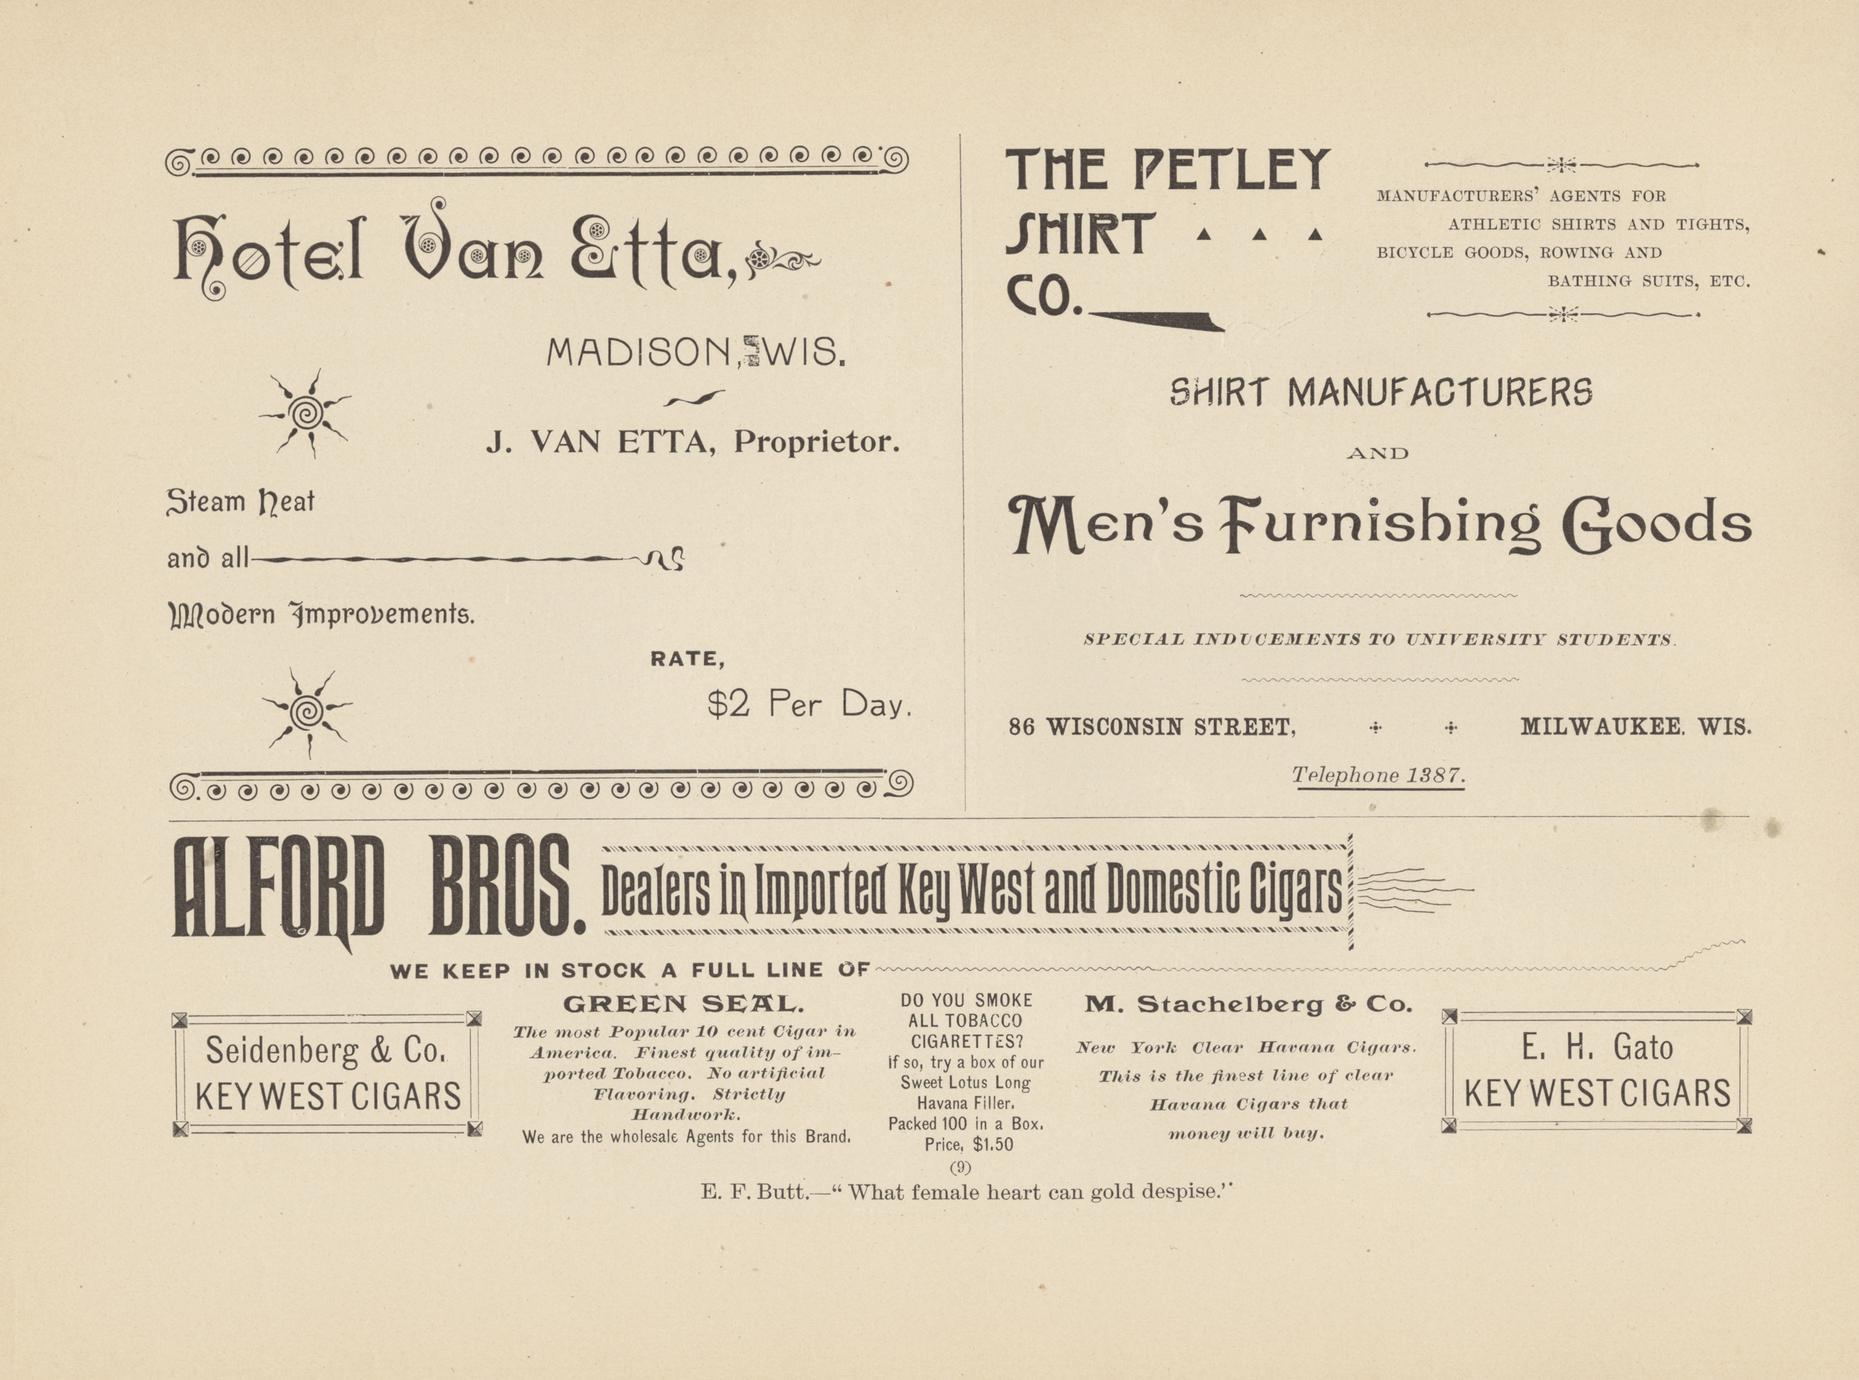 Hotel Van Etta,
MADISON, WIS.
J. VAN ETTA, Proprietor.
Steam Heat
and all
Modern Improvements.
RATE,
$2 Per Day.
THE PETLEY
SHIRT
CO.
MANUFACTURERS' AGENTS FOR
ATHLETIC SHIRTS AND TIGHTS,
BICYCLE GOODS, ROWING AND
BATHING SUITS, ETC.
SHIRT MANUFACTURERS
AND
Men's Furnishing Goods
SPECIAL INDUCEMENTS TO UNIVERSITY STUDENTS.
86 WISCONSIN STREET, MILWAUKEE, WIS.
Telephone 1387.
ALFORD BROS. Dealers in Imported Key West and Domestic Cigars
WE KEEP IN STOCK A FULL LINE OF
Seidenberg & Co.
KEY WEST CIGARS
GREEN SEAL.
The most Popular 10 cent Cigar in
America. Finest quality of im-
ported Tobacco. No artificial
Flavoring. Strictly
Handwork.
We are the wholesale Agents for this Brand.
DO YOU SMOKE
ALL TOBACCO
CIGARETTES?
if so, try a box of our
Sweet Lotus Long
Havana Filler.
Packed 100 in a Box.
Price, $1.50
M. Stachelberg & Co.
New York Clear Havana Cigars.
This is the finest line of clear
Havana Cigars that
money will buy.
E. H. Gato
KEY WEST CIGARS
(9)
E. F. Butt.—“What female heart can gold despise.”